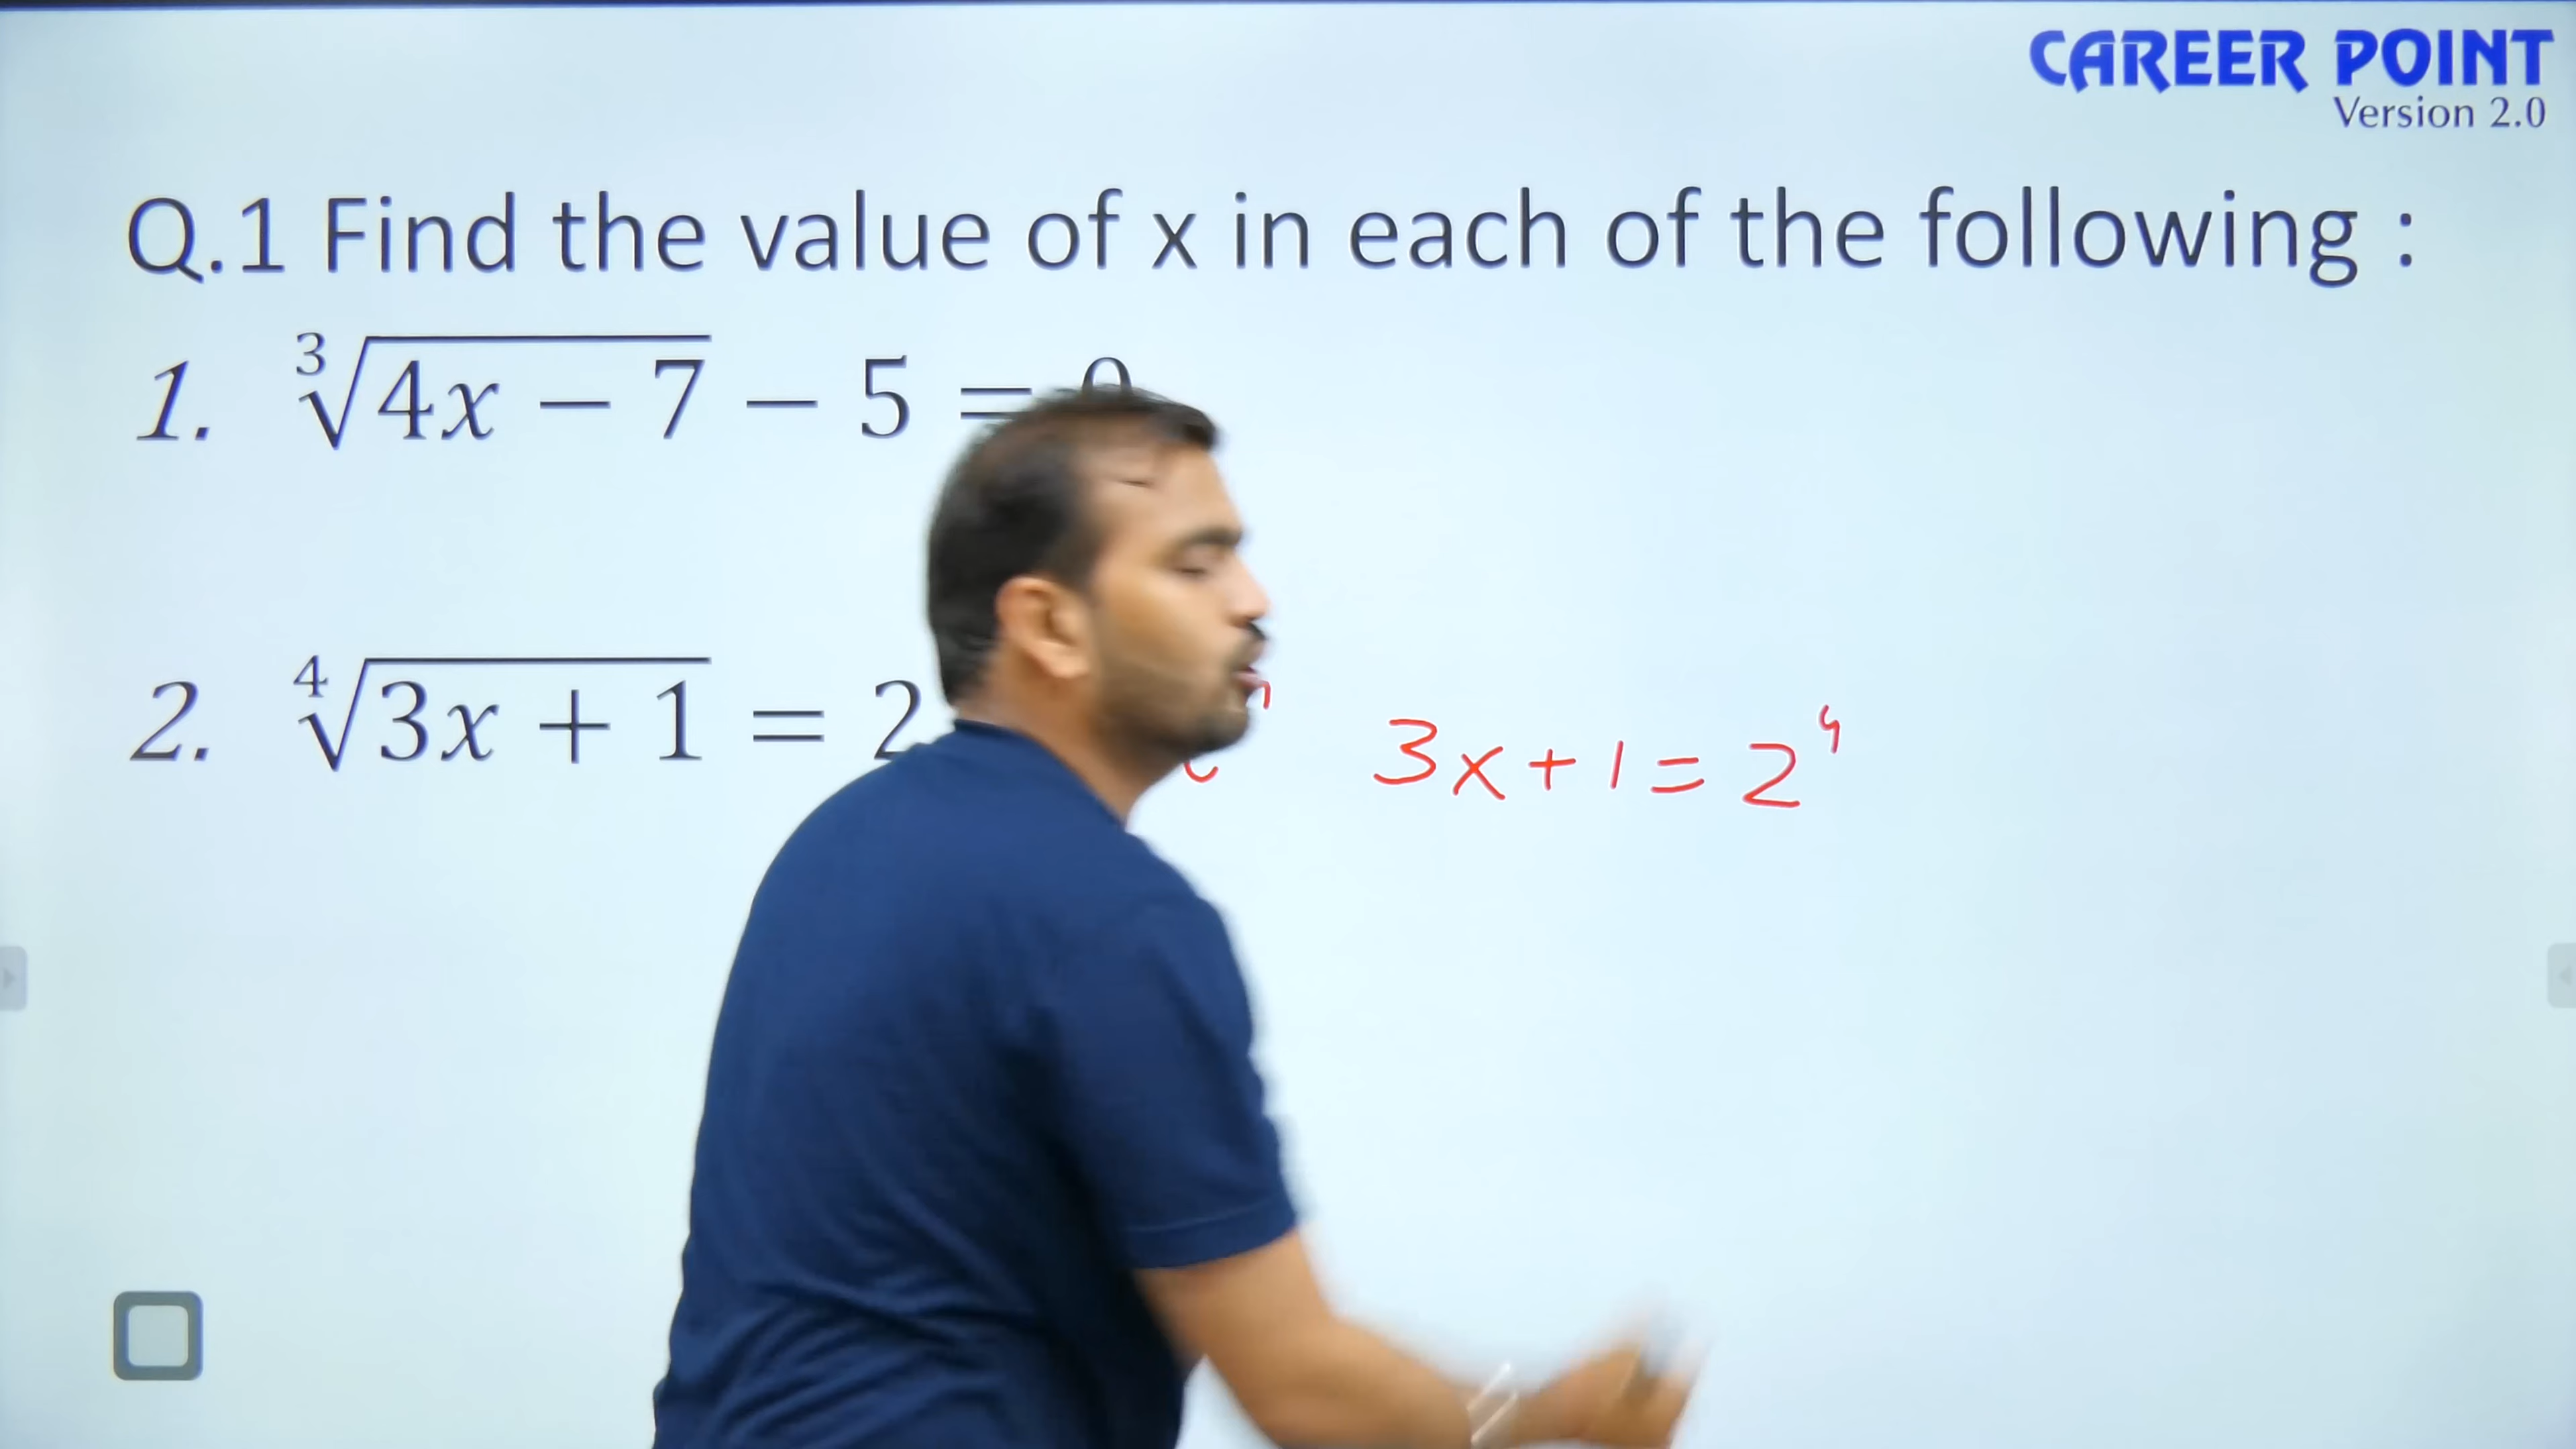 CAREER POINT
Version 2.0
Q.1 Find the value of x in each of the following :
1. ∛(4x − 7) − 5 = 0
2. ∜(3x + 1) = 2
3x+1=2⁴